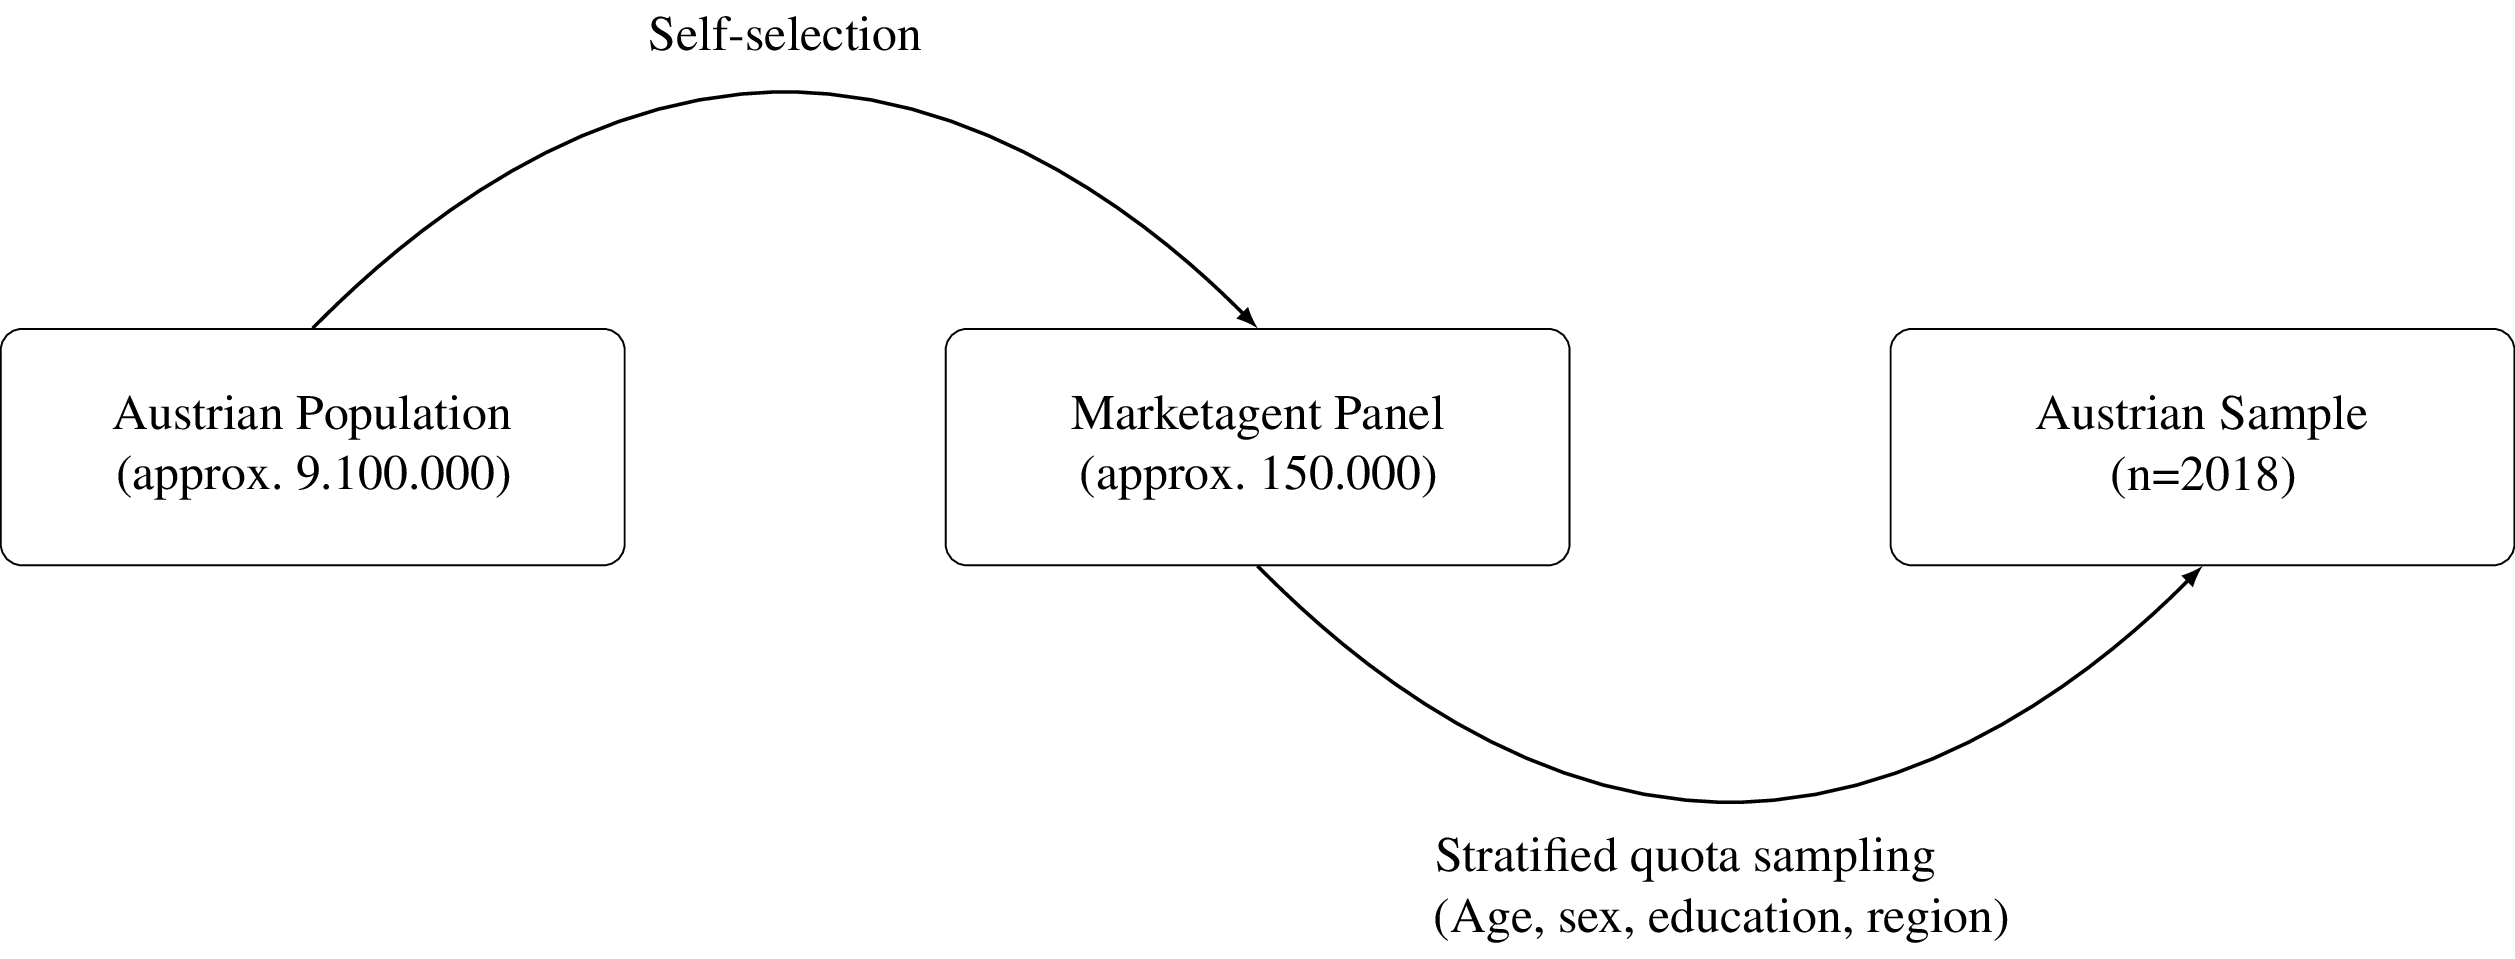 Self-selection
Austrian Population
(approx. 9.100.000)
Marketagent Panel
(approx. 150.000)
Austrian Sample
(n=2018)
Stratified quota sampling
(Age, sex, education, region)